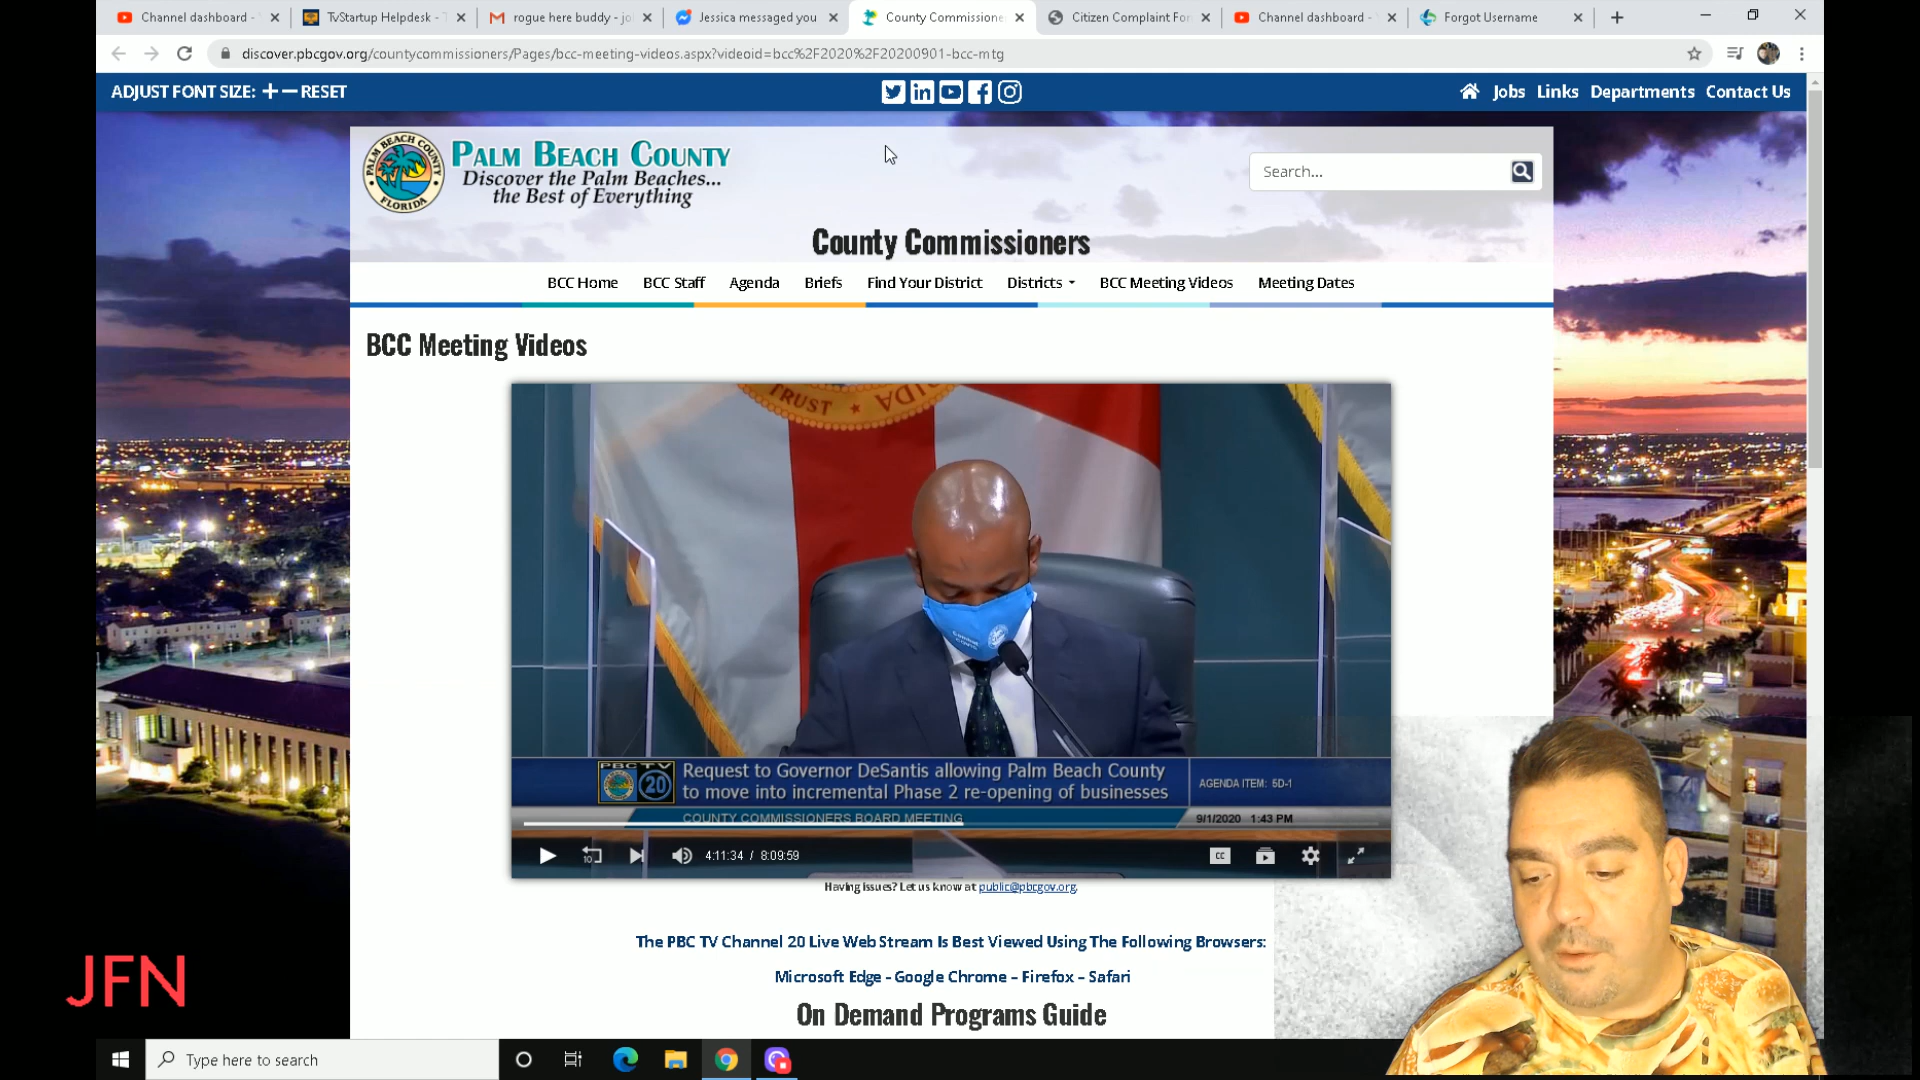 Channel dashboard -
TvStartup Helpdesk -
rogue here buddy - jo
Jessica messaged you
County Commissione
Citizen Complaint For
Channel dashboard -
Forgot Username
discover.pbcgov.org/countycommissioners/Pages/bcc-meeting-videos.aspx?videoid=bcc%2F2020%2F20200901-bcc-mtg
ADJUST FONT SIZE: + − RESET
Jobs Links Departments Contact Us
PALM BEACH COUNTY FLORIDA
PALM BEACH COUNTY
Discover the Palm Beaches...
the Best of Everything
Search...
County Commissioners
BCC Home BCC Staff Agenda Briefs Find Your District Districts BCC Meeting Videos Meeting Dates
BCC Meeting Videos
TRUST
PBCTV
20
Request to Governor DeSantis allowing Palm Beach County
to move into incremental Phase 2 re-opening of businesses
AGENDA ITEM: 5D-1
COUNTY COMMISSIONERS BOARD MEETING
9/1/2020 1:43 PM
10
4:11:34 / 8:09:59
CC
Having issues? Let us know at public@pbcgov.org.
The PBC TV Channel 20 Live Web Stream Is Best Viewed Using The Following Browsers:
Microsoft Edge - Google Chrome – Firefox – Safari
On Demand Programs Guide
JFN
Type here to search